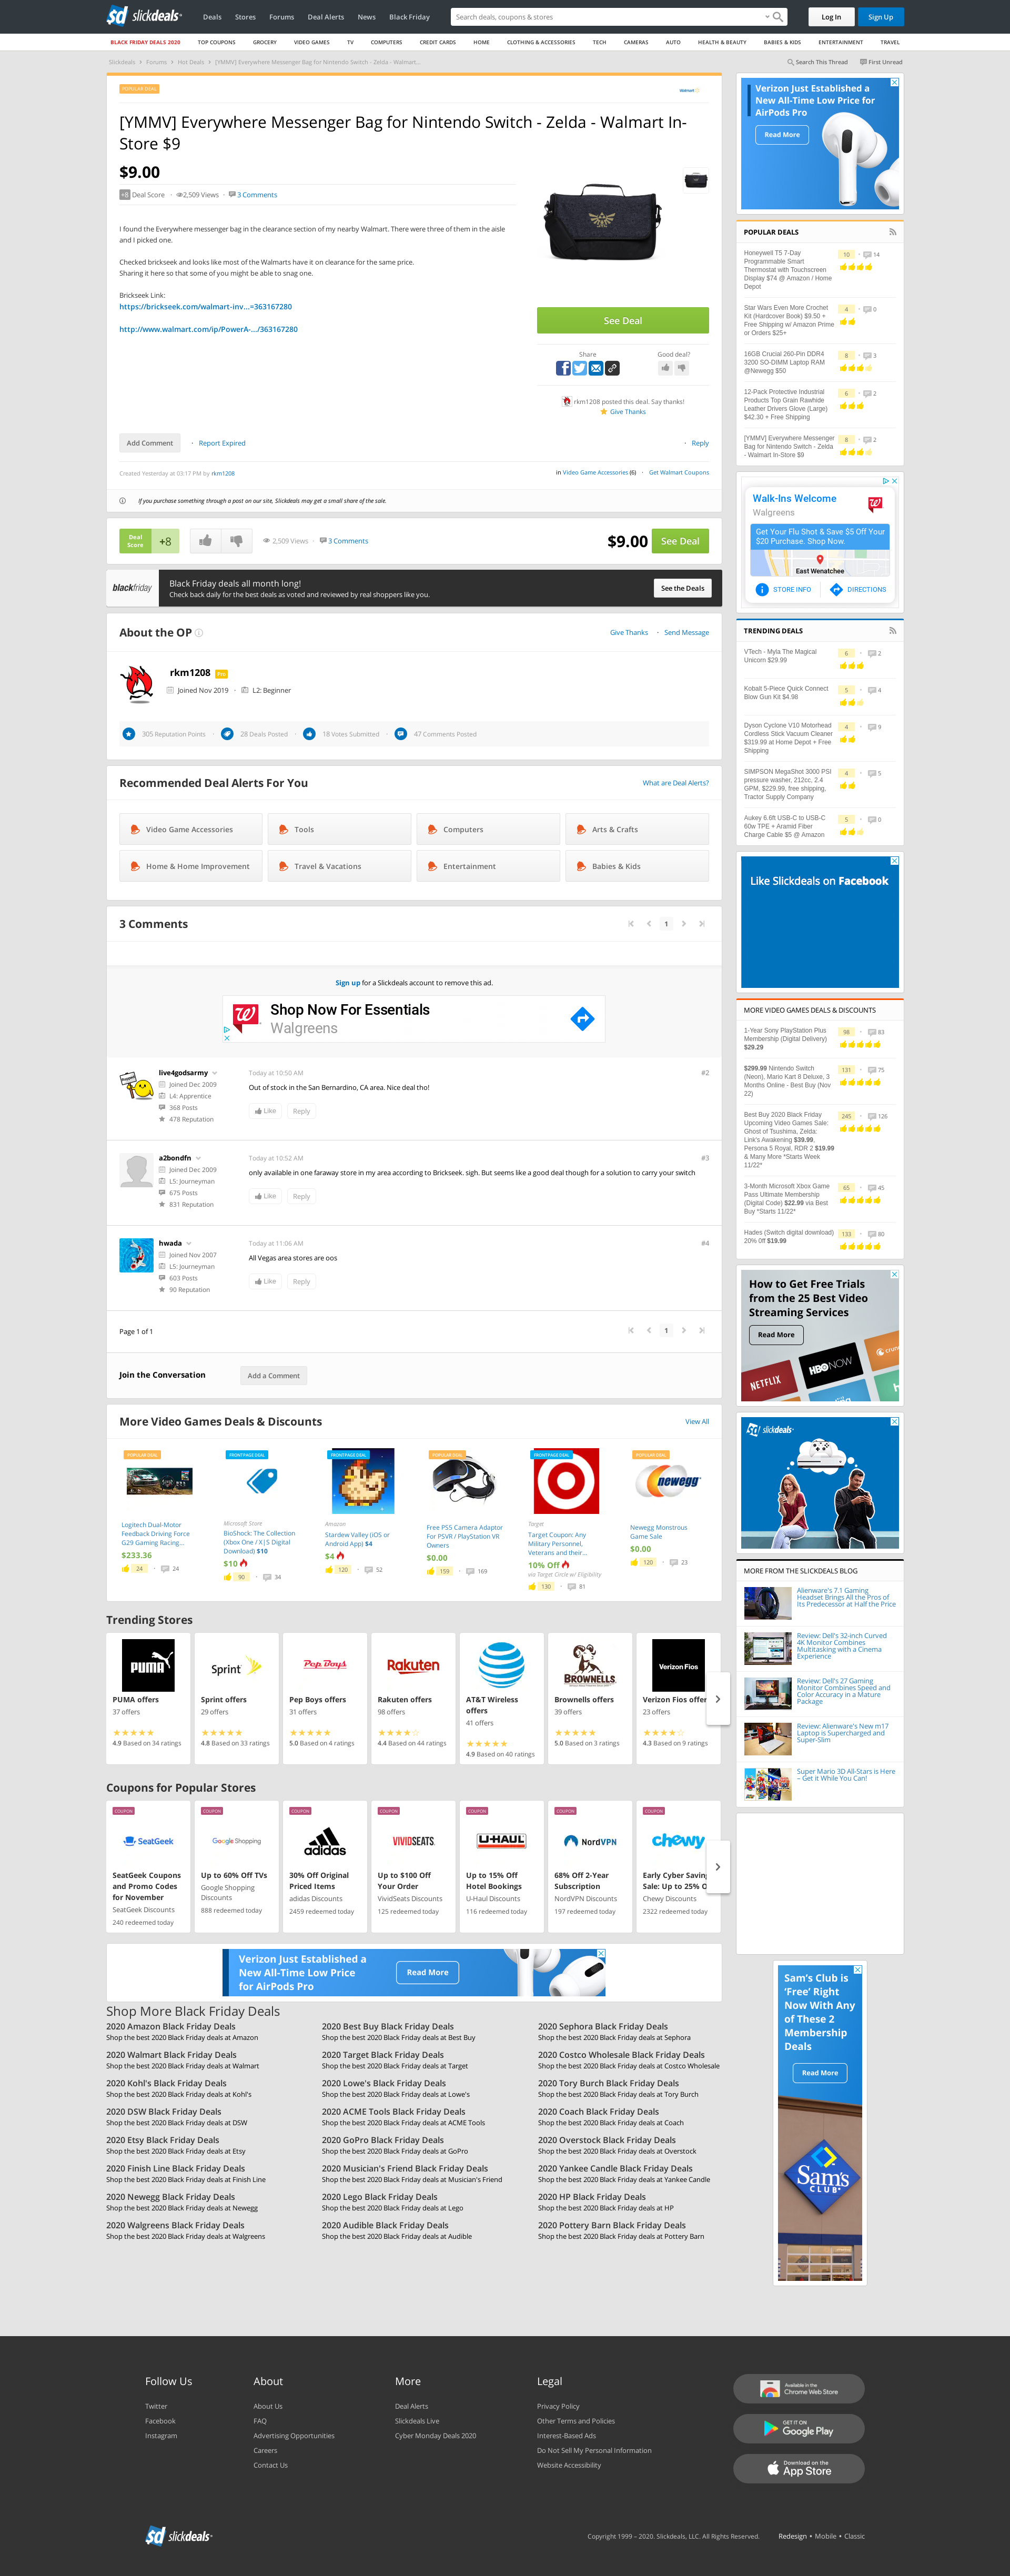 slickdeals
Deals Stores Forums Deal Alerts News Black Friday
Search deals, coupons & stores
Log In
Sign Up
BLACK FRIDAY DEALS 2020 TOP COUPONS GROCERY VIDEO GAMES TV COMPUTERS CREDIT CARDS HOME CLOTHING & ACCESSORIES TECH CAMERAS AUTO HEALTH & BEAUTY BABIES & KIDS ENTERTAINMENT TRAVEL
Slickdeals Forums Hot Deals [YMMV] Everywhere Messenger Bag for Nintendo Switch - Zelda - Walmart...
Search This Thread First Unread
POPULAR DEAL
Walmart
[YMMV] Everywhere Messenger Bag for Nintendo Switch - Zelda - Walmart In-
Store $9
$9.00
+8 Deal Score 2,509 Views 3 Comments
I found the Everywhere messenger bag in the clearance section of my nearby Walmart. There were three of them in the aisle
and I picked one.
Checked brickseek and looks like most of the Walmarts have it on clearance for the same price.
Sharing it here so that some of you might be able to snag one.
Brickseek Link:
https://brickseek.com/walmart-inv...=363167280
http://www.walmart.com/ip/PowerA-.../363167280
See Deal
Share Good deal?
rkm1208 posted this deal. Say thanks!
Give Thanks
Add Comment Report Expired Reply
Created Yesterday at 03:17 PM by rkm1208
in Video Game Accessories (6) Get Walmart Coupons
If you purchase something through a post on our site, Slickdeals may get a small share of the sale.
Deal Score +8
2,509 Views 3 Comments
$9.00 See Deal
blackfriday
Black Friday deals all month long!
Check back daily for the best deals as voted and reviewed by real shoppers like you.
See the Deals
About the OP
Give Thanks Send Message
rkm1208 Pro
Joined Nov 2019 L2: Beginner
305 Reputation Points 28 Deals Posted 18 Votes Submitted 47 Comments Posted
Recommended Deal Alerts For You
What are Deal Alerts?
Video Game Accessories Tools Computers Arts & Crafts
Home & Home Improvement Travel & Vacations Entertainment Babies & Kids
3 Comments
1
Sign up for a Slickdeals account to remove this ad.
Shop Now For Essentials
Walgreens
live4godsarmy
Joined Dec 2009
L4: Apprentice
368 Posts
478 Reputation
Today at 10:50 AM
#2
Out of stock in the San Bernardino, CA area. Nice deal tho!
Like Reply
a2bondfn
Joined Dec 2009
L5: Journeyman
675 Posts
831 Reputation
Today at 10:52 AM
#3
only available in one faraway store in my area according to Brickseek. sigh. But seems like a good deal though for a solution to carry your switch
Like Reply
hwada
Joined Nov 2007
L5: Journeyman
603 Posts
90 Reputation
Today at 11:06 AM
#4
All Vegas area stores are oos
Like Reply
Page 1 of 1
1
Join the Conversation
Add a Comment
More Video Games Deals & Discounts
View All
POPULAR DEAL
Logitech Dual-Motor
Feedback Driving Force
G29 Gaming Racing...
$233.36
24 24
FRONTPAGE DEAL
Microsoft Store
BioShock: The Collection
(Xbox One / X|S Digital
Download) $10
$10
90 34
FRONTPAGE DEAL
Amazon
Stardew Valley (iOS or
Android App) $4
$4
120 52
POPULAR DEAL
Free PS5 Camera Adaptor
For PSVR / PlayStation VR
Owners
$0.00
159 169
FRONTPAGE DEAL
Target
Target Coupon: Any
Military Personnel,
Veterans and their...
10% Off
via Target Circle w/ Eligibility
130 81
POPULAR DEAL
newegg
Newegg Monstrous
Game Sale
$0.00
120 23
Trending Stores
PUMA
PUMA offers
37 offers
4.9 Based on 34 ratings
Sprint
Sprint offers
29 offers
4.8 Based on 33 ratings
Pep Boys
Pep Boys offers
31 offers
5.0 Based on 4 ratings
Rakuten
Rakuten offers
98 offers
4.4 Based on 44 ratings
AT&T Wireless
offers
41 offers
4.9 Based on 40 ratings
BROWNELLS
Brownells offers
39 offers
5.0 Based on 3 ratings
Verizon Fios
Verizon Fios offers
23 offers
4.3 Based on 9 ratings
Coupons for Popular Stores
COUPON
SeatGeek
SeatGeek Coupons
and Promo Codes
for November
SeatGeek Discounts
240 redeemed today
COUPON
Google Shopping
Up to 60% Off TVs
Google Shopping
Discounts
888 redeemed today
COUPON
adidas
30% Off Original
Priced Items
adidas Discounts
2459 redeemed today
COUPON
VIVIDSEATS.
Up to $100 Off
Your Order
VividSeats Discounts
125 redeemed today
COUPON
U-HAUL
Up to 15% Off
Hotel Bookings
U-Haul Discounts
116 redeemed today
COUPON
NordVPN
68% Off 2-Year
Subscription
NordVPN Discounts
197 redeemed today
COUPON
chewy
Early Cyber Saving
Sale: Up to 25% O
Chewy Discounts
2322 redeemed today
Verizon Just Established a
New All-Time Low Price
for AirPods Pro
Read More
Shop More Black Friday Deals
2020 Amazon Black Friday Deals
Shop the best 2020 Black Friday deals at Amazon
2020 Best Buy Black Friday Deals
Shop the best 2020 Black Friday deals at Best Buy
2020 Sephora Black Friday Deals
Shop the best 2020 Black Friday deals at Sephora
2020 Walmart Black Friday Deals
Shop the best 2020 Black Friday deals at Walmart
2020 Target Black Friday Deals
Shop the best 2020 Black Friday deals at Target
2020 Costco Wholesale Black Friday Deals
Shop the best 2020 Black Friday deals at Costco Wholesale
2020 Kohl's Black Friday Deals
Shop the best 2020 Black Friday deals at Kohl's
2020 Lowe's Black Friday Deals
Shop the best 2020 Black Friday deals at Lowe's
2020 Tory Burch Black Friday Deals
Shop the best 2020 Black Friday deals at Tory Burch
2020 DSW Black Friday Deals
Shop the best 2020 Black Friday deals at DSW
2020 ACME Tools Black Friday Deals
Shop the best 2020 Black Friday deals at ACME Tools
2020 Coach Black Friday Deals
Shop the best 2020 Black Friday deals at Coach
2020 Etsy Black Friday Deals
Shop the best 2020 Black Friday deals at Etsy
2020 GoPro Black Friday Deals
Shop the best 2020 Black Friday deals at GoPro
2020 Overstock Black Friday Deals
Shop the best 2020 Black Friday deals at Overstock
2020 Finish Line Black Friday Deals
Shop the best 2020 Black Friday deals at Finish Line
2020 Musician's Friend Black Friday Deals
Shop the best 2020 Black Friday deals at Musician's Friend
2020 Yankee Candle Black Friday Deals
Shop the best 2020 Black Friday deals at Yankee Candle
2020 Newegg Black Friday Deals
Shop the best 2020 Black Friday deals at Newegg
2020 Lego Black Friday Deals
Shop the best 2020 Black Friday deals at Lego
2020 HP Black Friday Deals
Shop the best 2020 Black Friday deals at HP
2020 Walgreens Black Friday Deals
Shop the best 2020 Black Friday deals at Walgreens
2020 Audible Black Friday Deals
Shop the best 2020 Black Friday deals at Audible
2020 Pottery Barn Black Friday Deals
Shop the best 2020 Black Friday deals at Pottery Barn
Verizon Just Established a
New All-Time Low Price for
AirPods Pro
Read More
POPULAR DEALS
Honeywell T5 7-Day
Programmable Smart
Thermostat with Touchscreen
Display $74 @ Amazon / Home
Depot
10 14
Star Wars Even More Crochet
Kit (Hardcover Book) $9.50 +
Free Shipping w/ Amazon Prime
or Orders $25+
4 0
16GB Crucial 260-Pin DDR4
3200 SO-DIMM Laptop RAM
@Newegg $50
8 3
12-Pack Protective Industrial
Products Top Grain Rawhide
Leather Drivers Glove (Large)
$42.30 + Free Shipping
6 2
[YMMV] Everywhere Messenger
Bag for Nintendo Switch - Zelda
- Walmart In-Store $9
8 2
Walk-Ins Welcome
Walgreens
Get Your Flu Shot & Save $5 Off Your
$20 Purchase. Shop Now.
East Wenatchee
STORE INFO DIRECTIONS
TRENDING DEALS
VTech - Myla The Magical
Unicorn $29.99
6 2
Kobalt 5-Piece Quick Connect
Blow Gun Kit $4.98
5 4
Dyson Cyclone V10 Motorhead
Cordless Stick Vacuum Cleaner
$319.99 at Home Depot + Free
Shipping
4 9
SIMPSON MegaShot 3000 PSI
pressure washer, 212cc, 2.4
GPM, $229.99, free shipping.
Tractor Supply Company
4 5
Aukey 6.6ft USB-C to USB-C
60w TPE + Aramid Fiber
Charge Cable $5 @ Amazon
5 0
Like Slickdeals on Facebook
MORE VIDEO GAMES DEALS & DISCOUNTS
1-Year Sony PlayStation Plus
Membership (Digital Delivery)
$29.29
98 83
$299.99 Nintendo Switch
(Neon), Mario Kart 8 Deluxe, 3
Months Online - Best Buy (Nov
22)
131 75
Best Buy 2020 Black Friday
Upcoming Video Games Sale:
Ghost of Tsushima, Zelda:
Link's Awakening $39.99,
Persona 5 Royal, RDR 2 $19.99
& Many More *Starts Week
11/22*
245 126
3-Month Microsoft Xbox Game
Pass Ultimate Membership
(Digital Code) $22.99 via Best
Buy *Starts 11/22*
65 45
Hades (Switch digital download)
20% 0ff $19.99
133 80
How to Get Free Trials
from the 25 Best Video
Streaming Services
Read More
NETFLIX
HBO NOW
slickdeals
MORE FROM THE SLICKDEALS BLOG
Alienware's 7.1 Gaming
Headset Brings All the Pros of
Its Predecessor at Half the Price
Review: Dell's 32-inch Curved
4K Monitor Combines
Multitasking with a Cinema
Experience
Review: Dell's 27 Gaming
Monitor Combines Speed and
Color Accuracy in a Mature
Package
Review: Alienware's New m17
Laptop is Supercharged and
Super-Slim
Super Mario 3D All-Stars is Here
– Get it While You Can!
Sam's Club is
'Free' Right
Now With Any
of These 2
Membership
Deals
Read More
Sam's
CLUB
Follow Us
Twitter
Facebook
Instagram
About
About Us
FAQ
Advertising Opportunities
Careers
Contact Us
More
Deal Alerts
Slickdeals Live
Cyber Monday Deals 2020
Legal
Privacy Policy
Other Terms and Policies
Interest-Based Ads
Do Not Sell My Personal Information
Website Accessibility
Available in the
Chrome Web Store
GET IT ON
Google Play
Download on the
App Store
slickdeals
Copyright 1999 - 2020. Slickdeals, LLC. All Rights Reserved. Redesign • Mobile • Classic